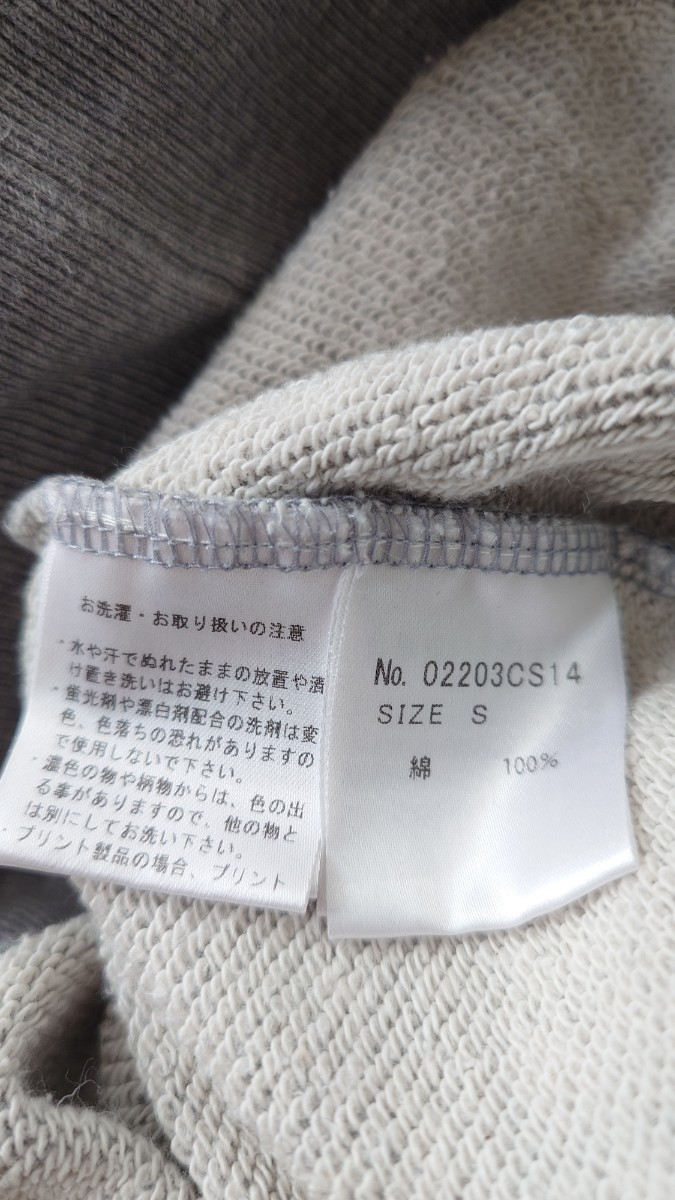 お洗濯・お取り扱いの注意
・水や汗でぬれたままの放置や漬
け置き洗いはお避け下さい。
・蛍光剤や漂白剤配合の洗剤は変
色、色落ちの恐れがありますの
で使用しないで下さい。
・濃色の物や柄物からは、色の出
る事がありますので、他の物と
は別にしてお洗い下さい。
・プリント製品の場合、プリント
No. 02203CS14
SIZE S
綿 100%